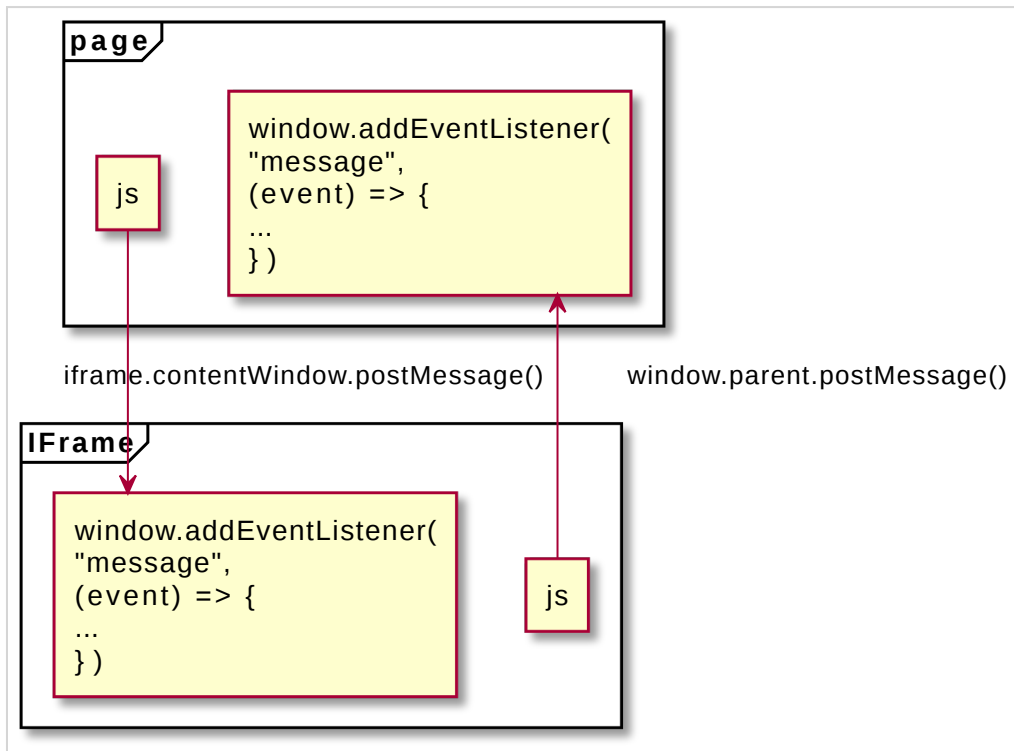 page
js
window.addEventListener(
"message",
(event) => {
...
} )
iframe.contentWindow.postMessage()
window.parent.postMessage()
IFrame
window.addEventListener(
"message",
(event) => {
...
} )
js